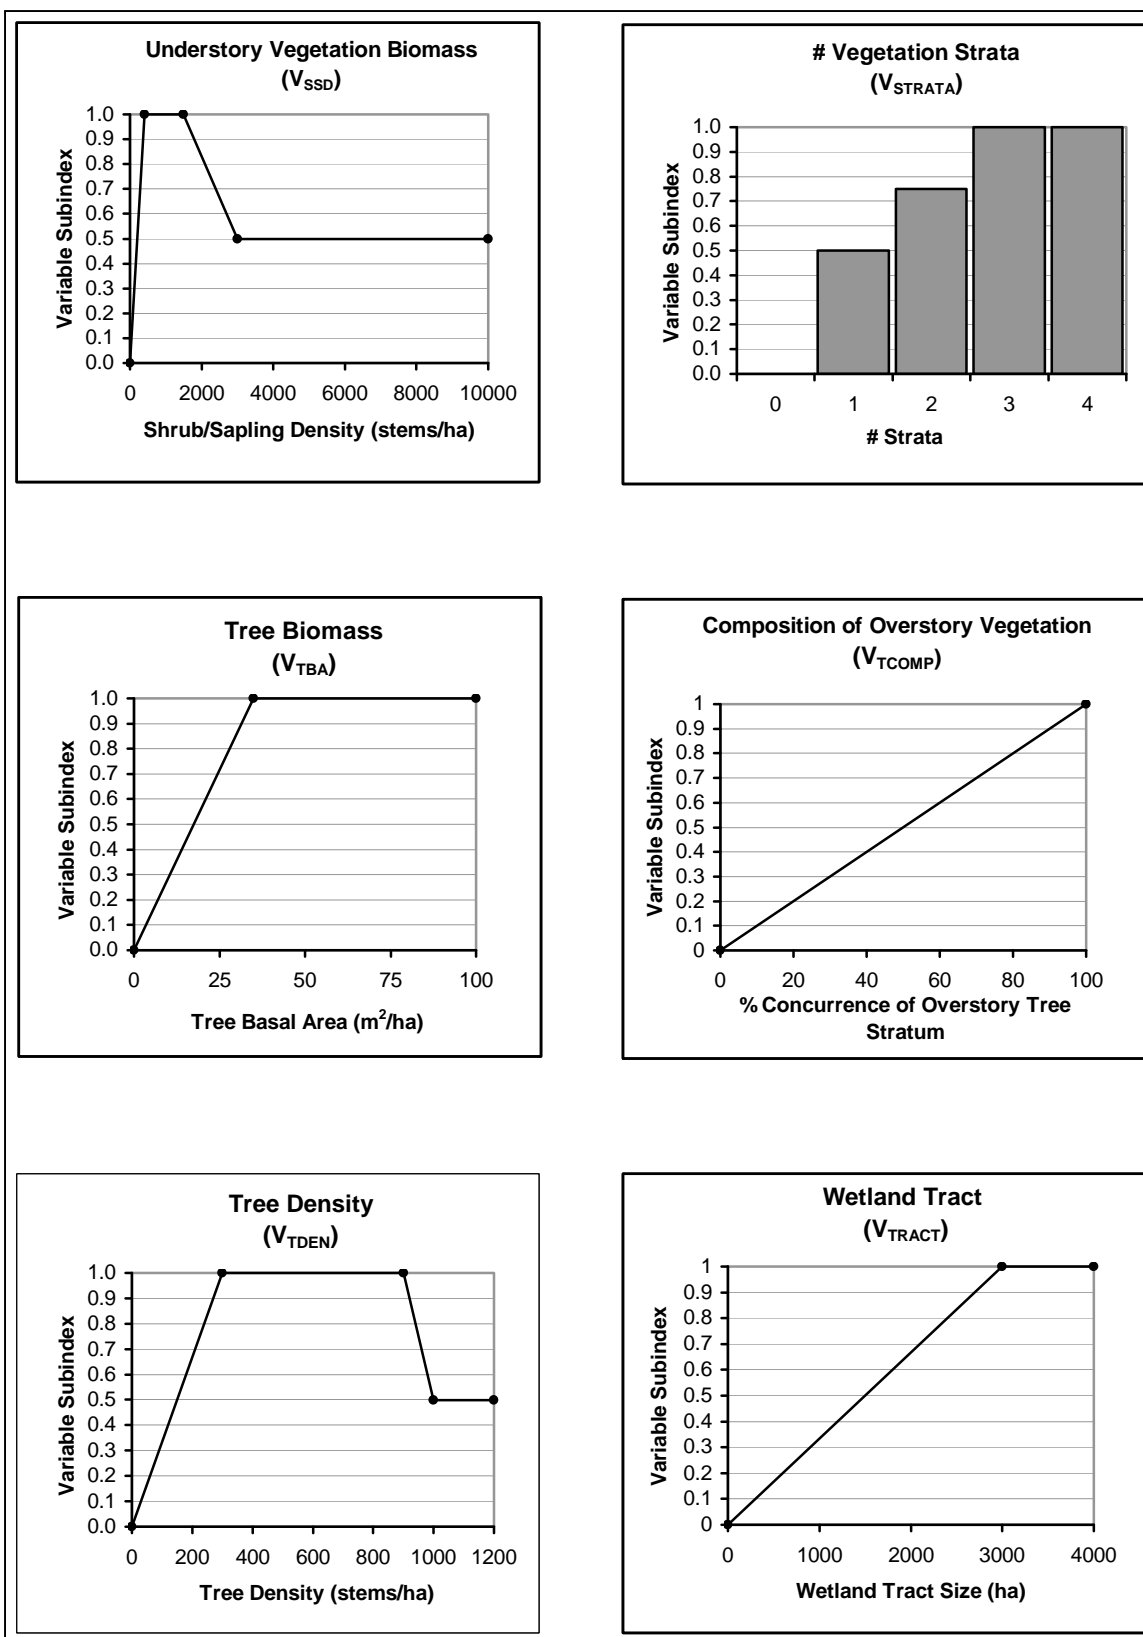 Understory Vegetation Biomass
(VSSD)
1.0
0.9
0.8
0.7
0.6
0.5
0.4
0.3
0.2
0.1
0.0
Variable Subindex
0 2000 4000 6000 8000 10000
Shrub/Sapling Density (stems/ha)
# Vegetation Strata
(VSTRATA)
1.0
0.9
0.8
0.7
0.6
0.5
0.4
0.3
0.2
0.1
0.0
Variable Subindex
0 1 2 3 4
# Strata
Tree Biomass
(VTBA)
1.0
0.9
0.8
0.7
0.6
0.5
0.4
0.3
0.2
0.1
0.0
Variable Subindex
0 25 50 75 100
Tree Basal Area (m²/ha)
Composition of Overstory Vegetation
(VTCOMP)
1
0.9
0.8
0.7
0.6
0.5
0.4
0.3
0.2
0.1
0
Variable Subindex
0 20 40 60 80 100
% Concurrence of Overstory Tree
Stratum
Tree Density
(VTDEN)
1.0
0.9
0.8
0.7
0.6
0.5
0.4
0.3
0.2
0.1
0.0
Variable Subindex
0 200 400 600 800 1000 1200
Tree Density (stems/ha)
Wetland Tract
(VTRACT)
1
0.9
0.8
0.7
0.6
0.5
0.4
0.3
0.2
0.1
0
Variable Subindex
0 1000 2000 3000 4000
Wetland Tract Size (ha)